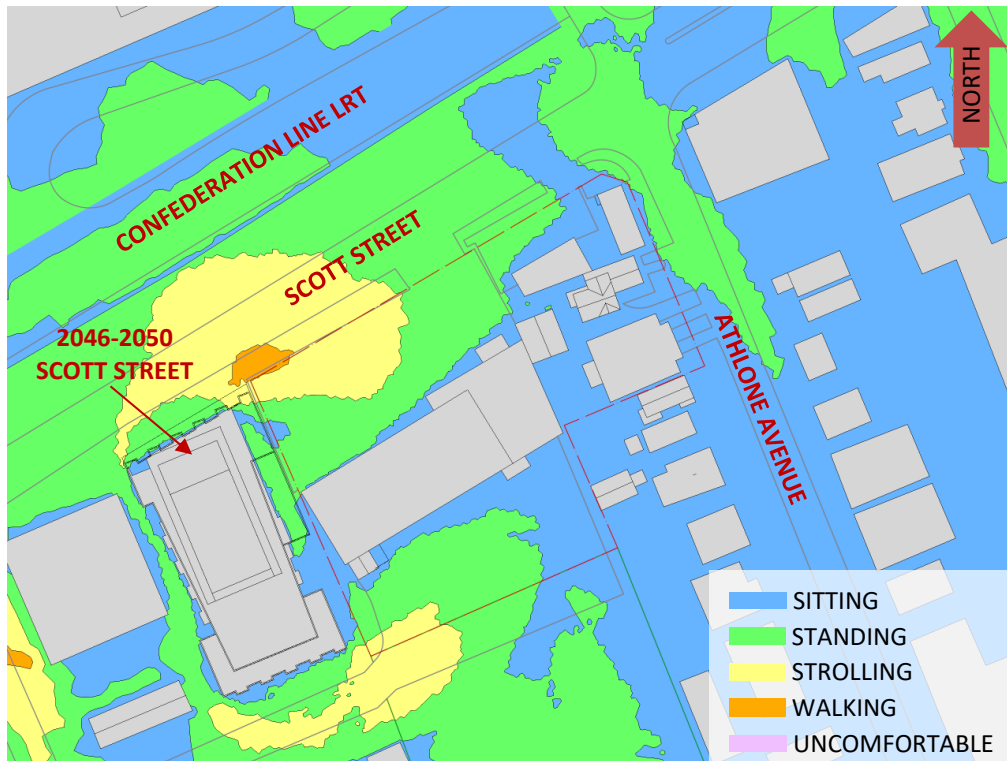 NORTH
CONFEDERATION LINE LRT
SCOTT STREET
2046-2050
SCOTT STREET
ATHLONE AVENUE
SITTING
STANDING
STROLLING
WALKING
UNCOMFORTABLE